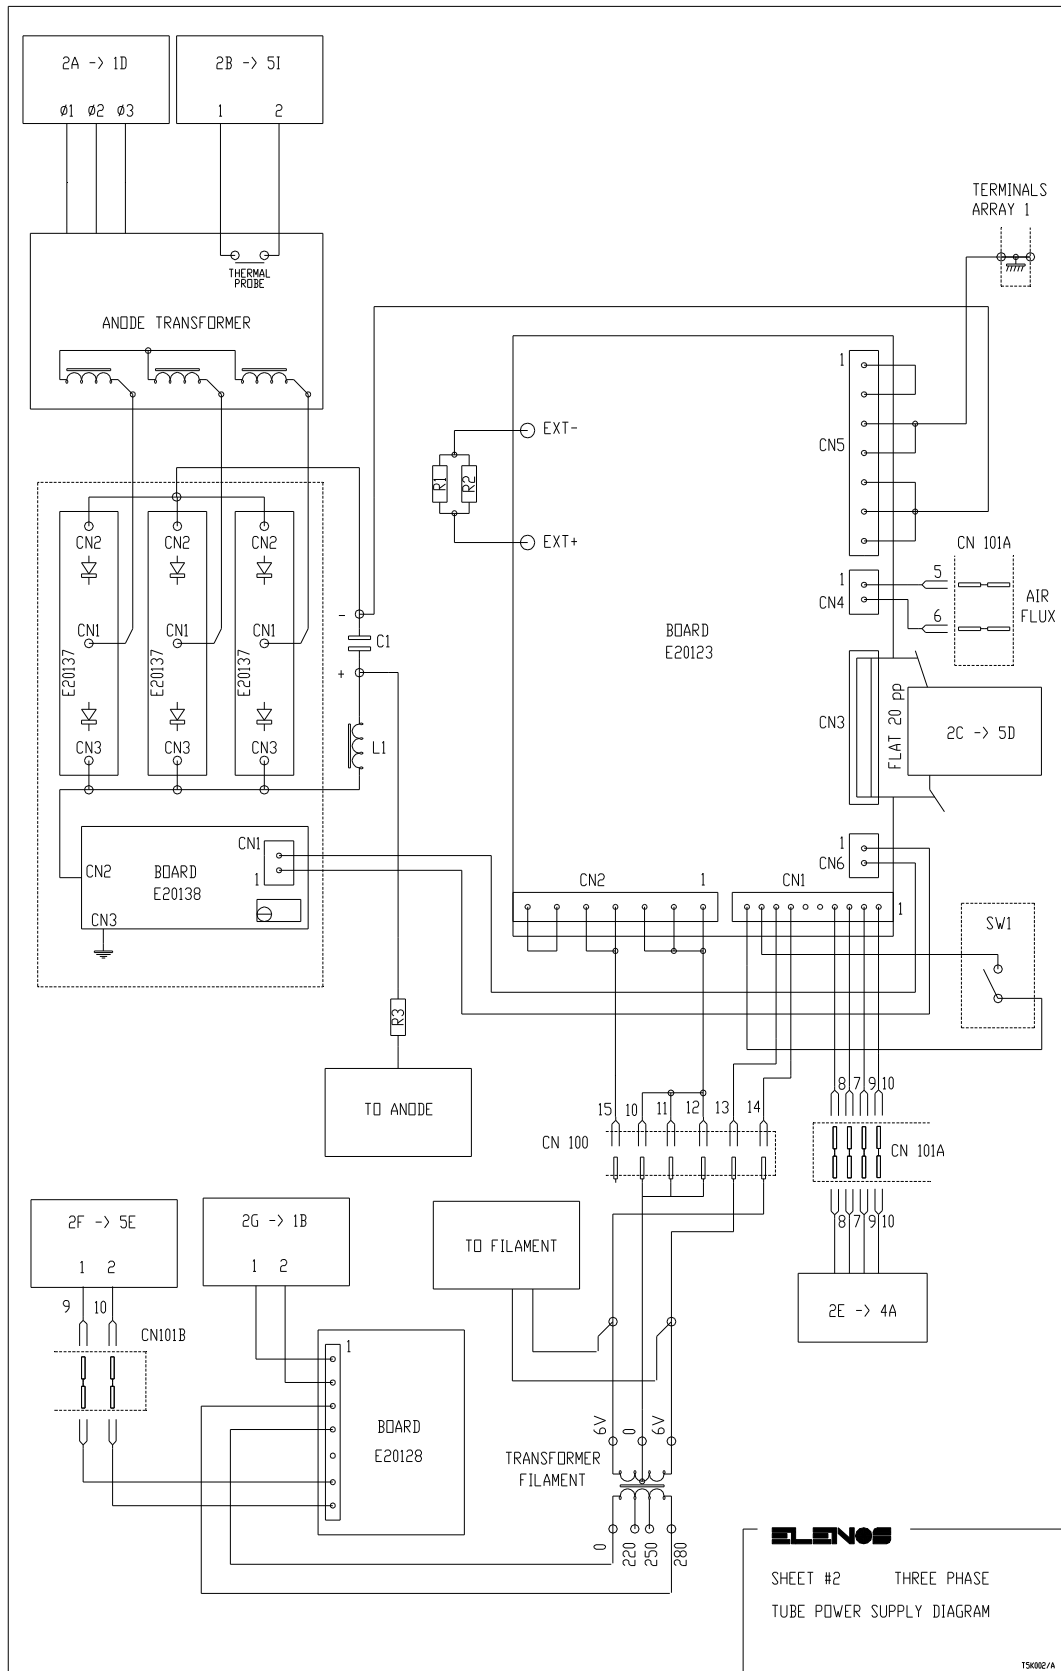 2A -> 1D
ø1 ø2 ø3
2B -> 5I
1 2
TERMINALS
ARRAY 1
THERMAL
PROBE
ANODE TRANSFORMER
EXT-
R1
R2
EXT+
1
CN5
CN 101A
5
6
AIR
FLUX
1
CN4
BOARD
E20123
CN2
CN2
CN2
CN1
CN1
CN1
E20137
E20137
E20137
CN3
CN3
CN3
-
C1
+
L1
CN3
FLAT 20 pp
2C -> 5D
CN1
1
CN2
BOARD
E20138
CN3
1
CN6
CN2
1
CN1
1
SW1
R3
TO ANODE
15 10 11 12 13 14
CN 100
8 7 9 10
CN 101A
8 7 9 10
2E -> 4A
2F -> 5E
1 2
9 10
CN101B
2G -> 1B
1 2
TO FILAMENT
1
BOARD
E20128
6V 0 6V
TRANSFORMER
FILAMENT
0 220 250 280
ELENOS
SHEET #2 THREE PHASE
TUBE POWER SUPPLY DIAGRAM
TSK002/A